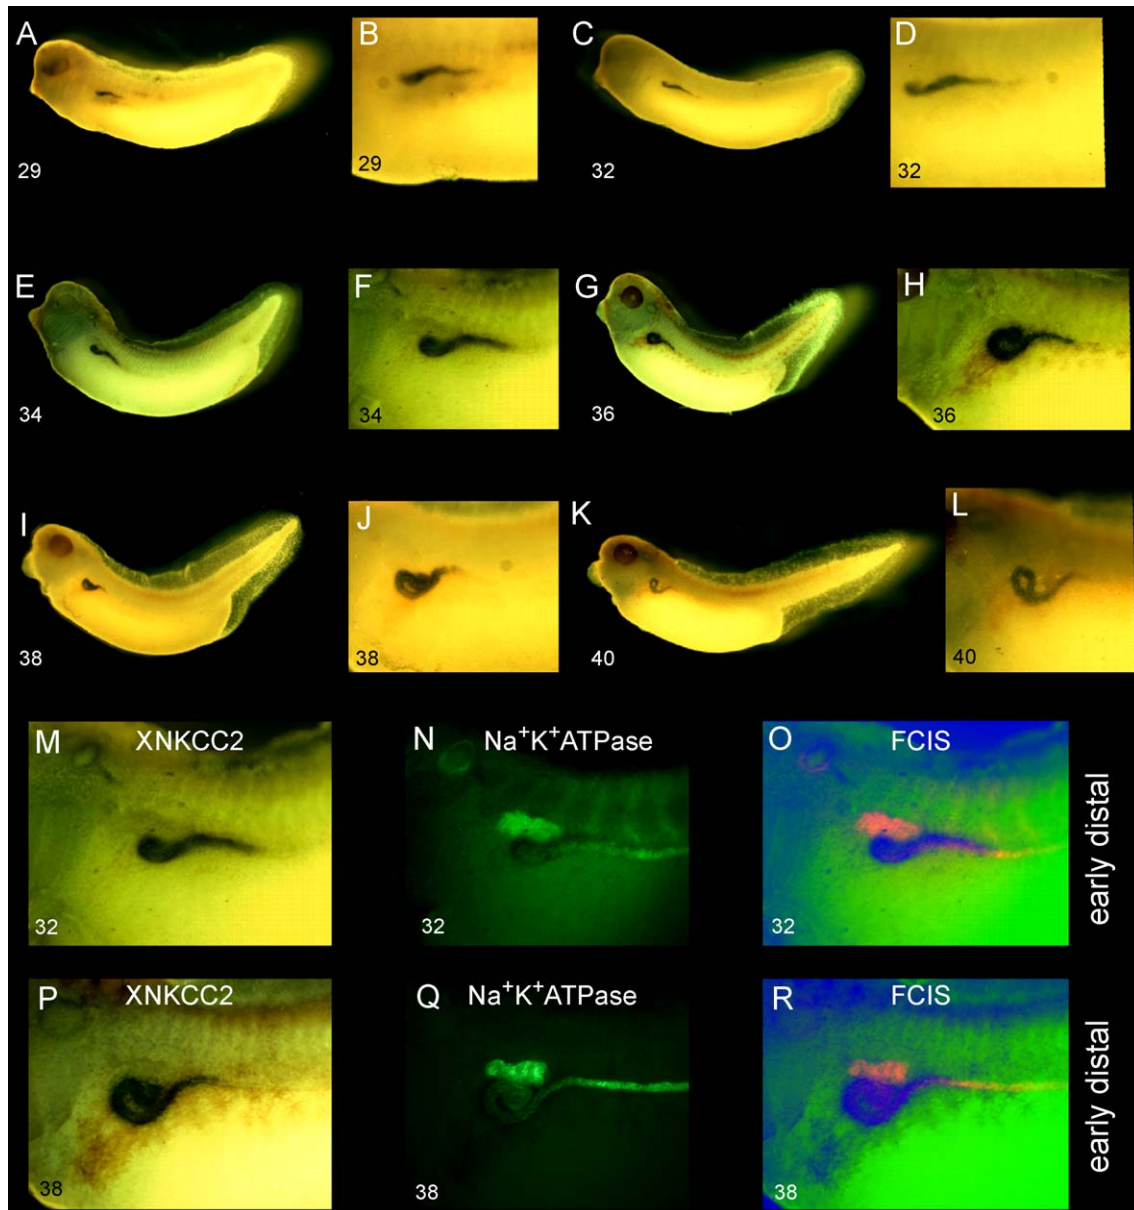 A B C D
29 29 32 32
E F G H
34 34 36 36
I J K L
38 38 40 40
M XNKCC2 N Na⁺K⁺ATPase O FCIS
32 32 32
early distal
P XNKCC2 Q Na⁺K⁺ATPase R FCIS
38 38 38
early distal